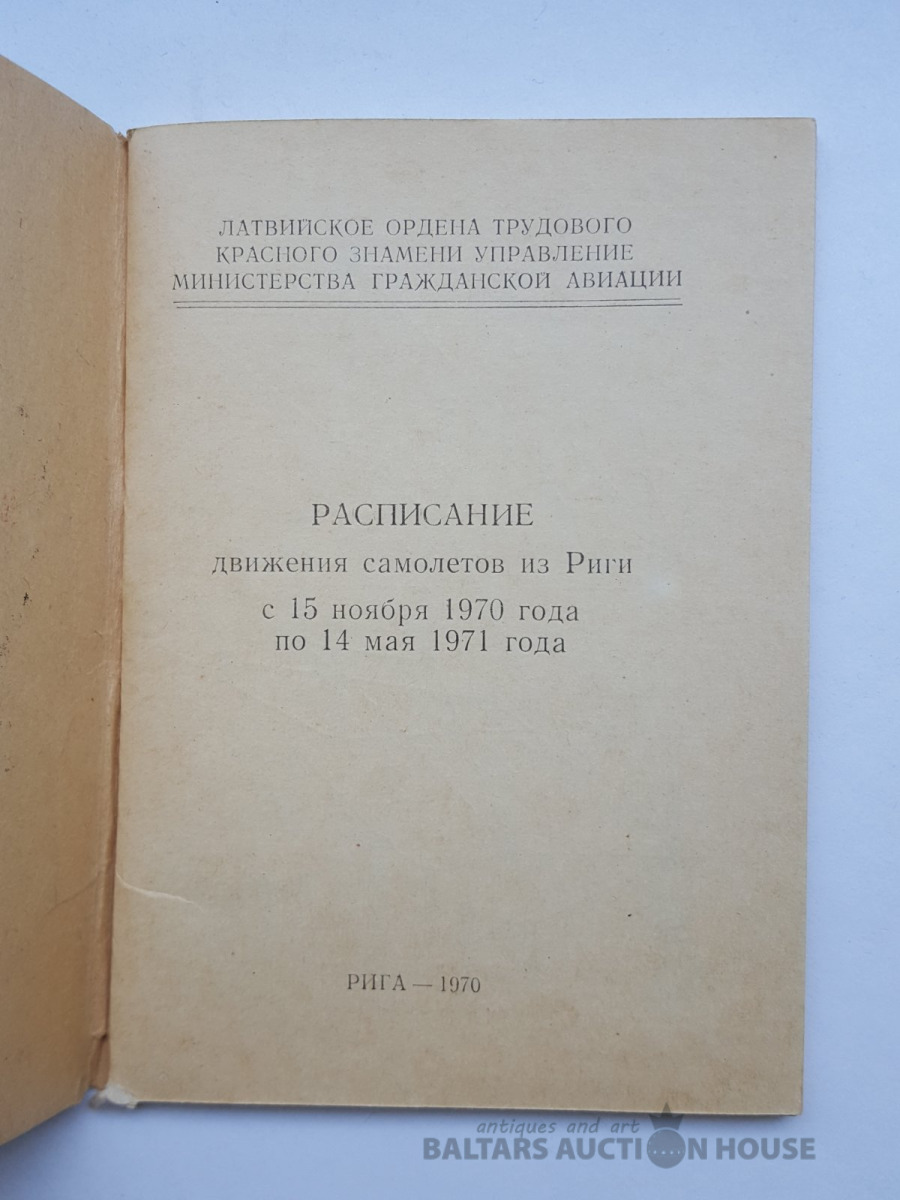 ЛАТВИЙСКОЕ ОРДЕНА ТРУДОВОГО
КРАСНОГО ЗНАМЕНИ УПРАВЛЕНИЕ
МИНИСТЕРСТВА ГРАЖДАНСКОЙ АВИАЦИИ
РАСПИСАНИЕ
движения самолетов из Риги
с 15 ноября 1970 года
по 14 мая 1971 года
РИГА — 1970
antiques and art
BALTARS AUCTION HOUSE